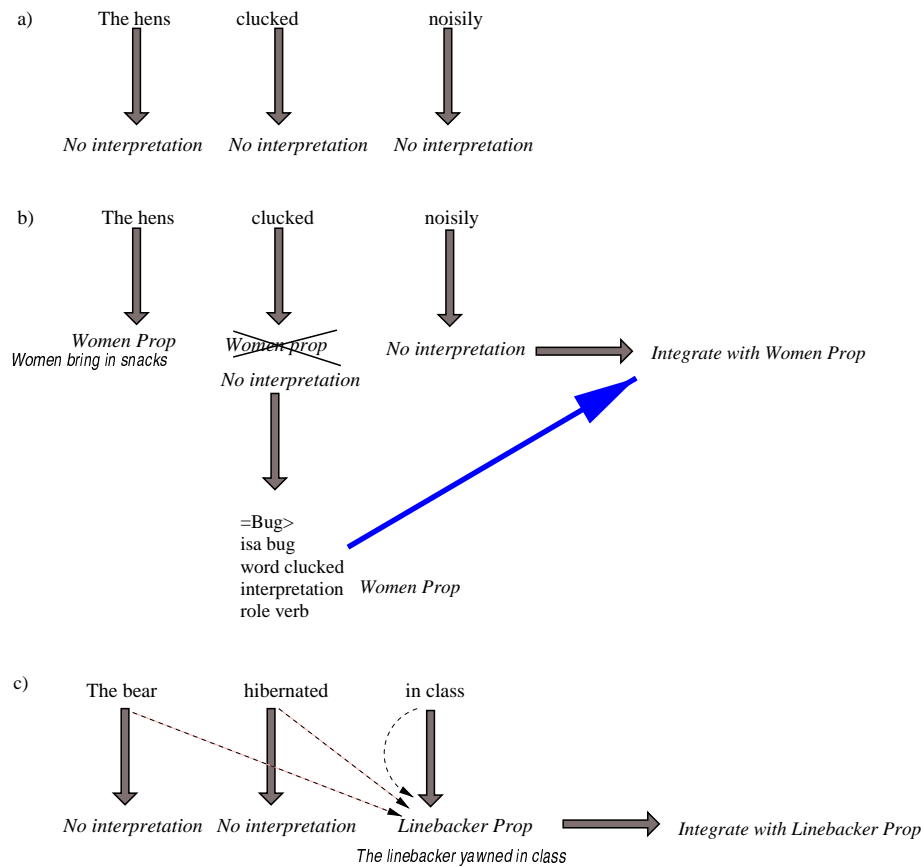 a) The hens clucked noisily
No interpretation No interpretation No interpretation
b) The hens clucked noisily
Women Prop Women prop No interpretation Integrate with Women Prop
Women bring in snacks
No interpretation
=Bug>
isa bug
word clucked
interpretation Women Prop
role verb
c) The bear hibernated in class
No interpretation No interpretation Linebacker Prop Integrate with Linebacker Prop
The linebacker yawned in class